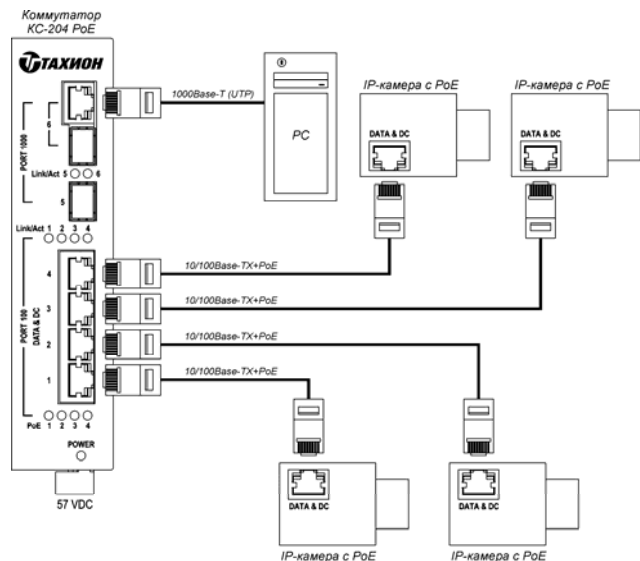 Коммутатор
КС-204 PoE
ТАХИОН
1000Base-T (UTP)
PC
IP-камера с PoE
IP-камера с PoE
DATA & DC
DATA & DC
6
PORT 1000
Link/Act 5 6
5
Link/Act 1 2 3 4
4
10/100Base-TX+PoE
3
10/100Base-TX+PoE
PORT 100
DATA & DC
2
10/100Base-TX+PoE
1
10/100Base-TX+PoE
PoE 1 2 3 4
POWER
57 VDC
DATA & DC
DATA & DC
IP-камера с PoE
IP-камера с PoE